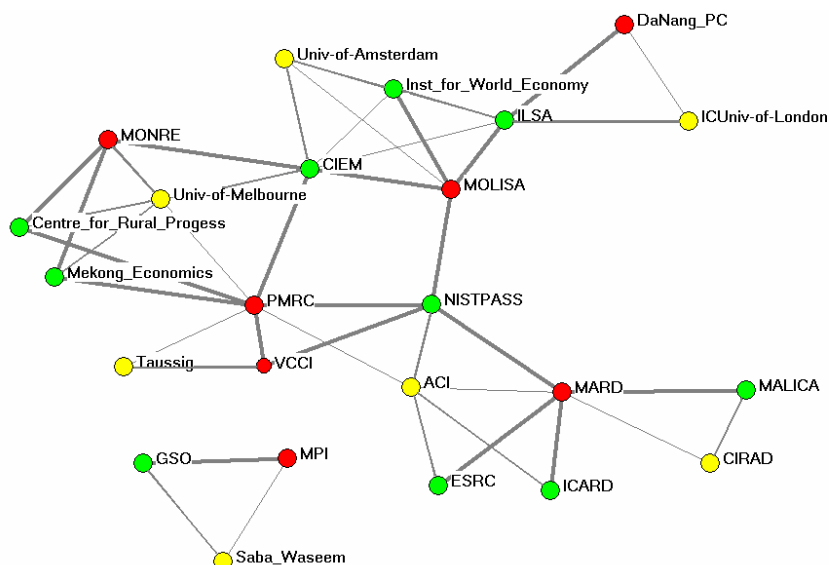 DaNang_PC
Univ-of-Amsterdam
Inst_for_World_Economy
ILSA
ICUniv-of-London
MONRE
CIEM
MOLISA
Univ-of-Melbourne
Centre_for_Rural_Progess
Mekong_Economics
PMRC
NISTPASS
Taussig
VCCI
ACI
MARD
MALICA
GSO
MPI
CIRAD
ESRC
ICARD
Saba_Waseem